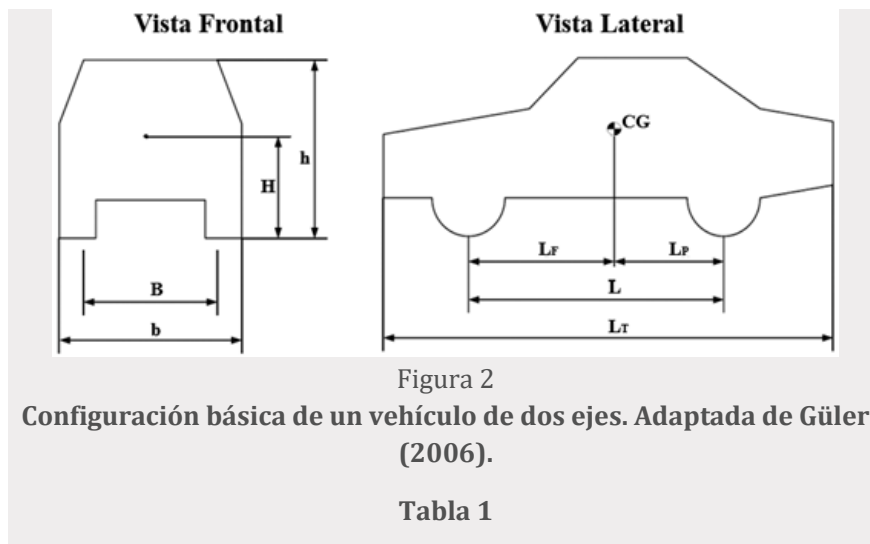 Vista Frontal
Vista Lateral
CG
h
H
B
b
LF
LP
L
LT
Figura 2
Configuración básica de un vehículo de dos ejes. Adaptada de Güler
(2006).
Tabla 1